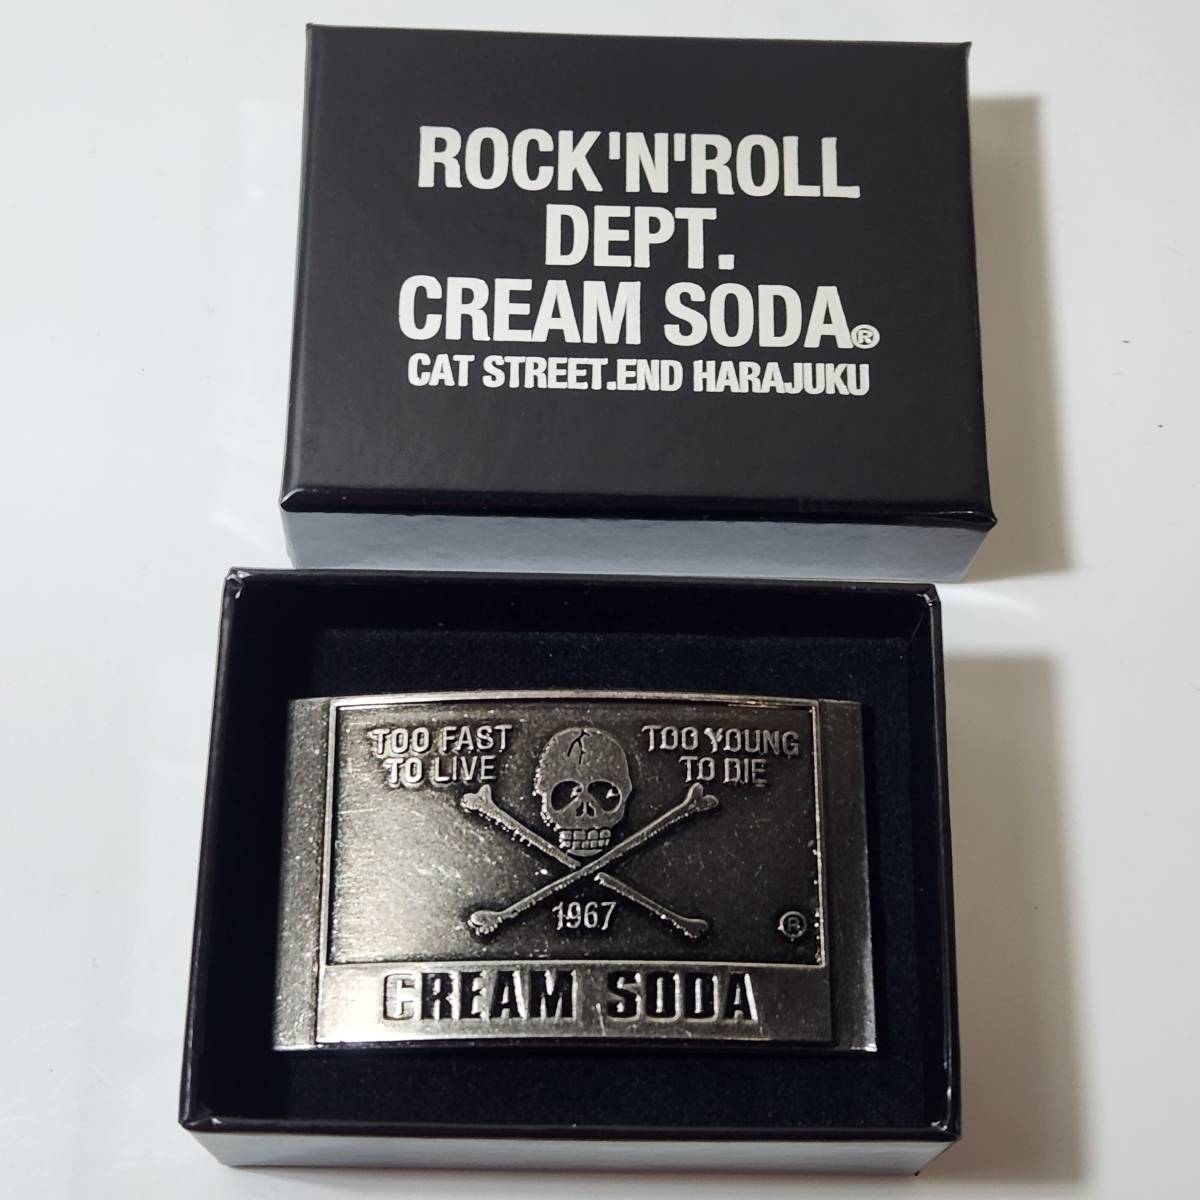 ROCK'N'ROLL
DEPT.
CREAM SODA®
CAT STREET.END HARAJUKU
TOO FAST
TO LIVE
TOO YOUNG
TO DIE
1967
®
CREAM SODA